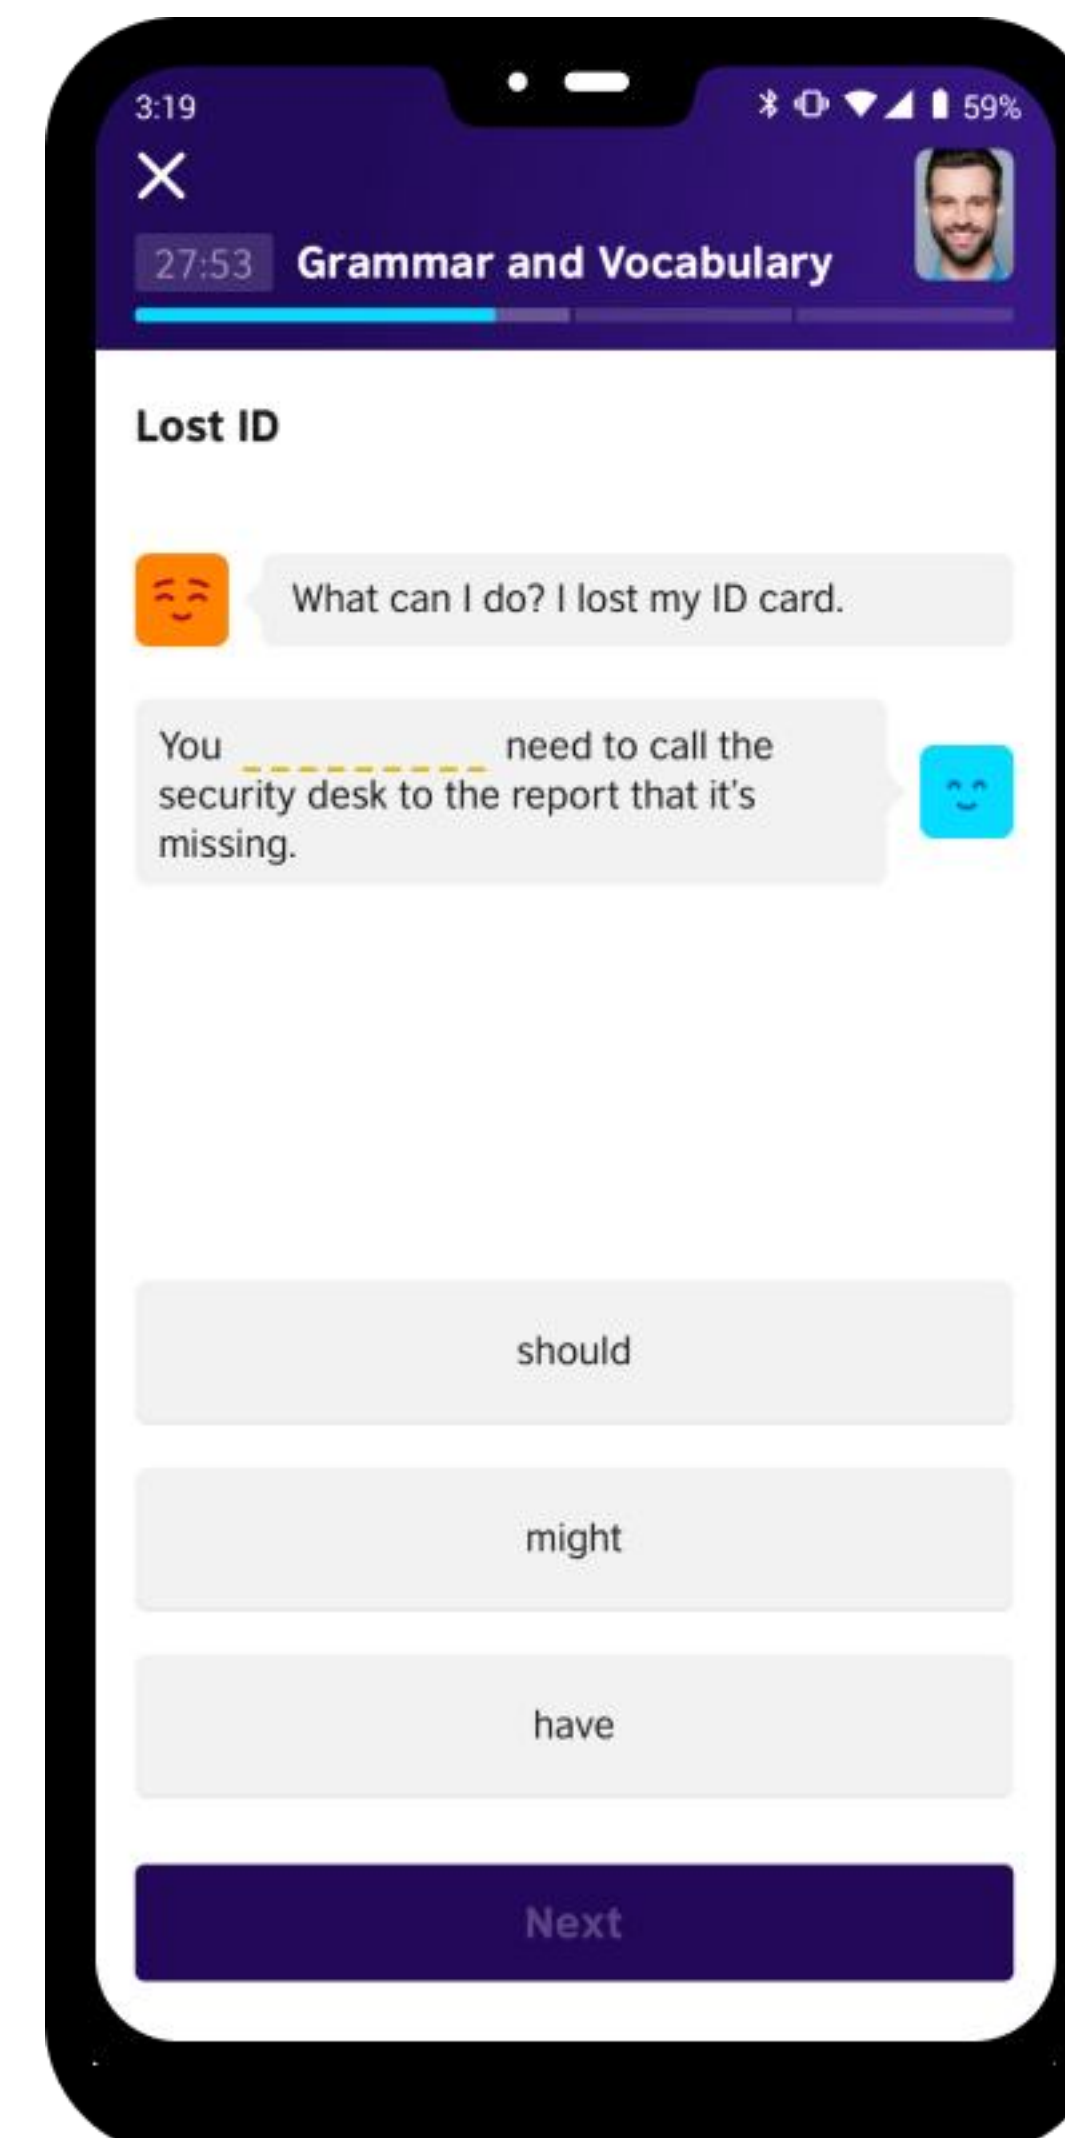 3:19
59%
27:53 Grammar and Vocabulary
Lost ID
What can I do? I lost my ID card.
You _________ need to call the
security desk to the report that it's
missing.
should
might
have
Next